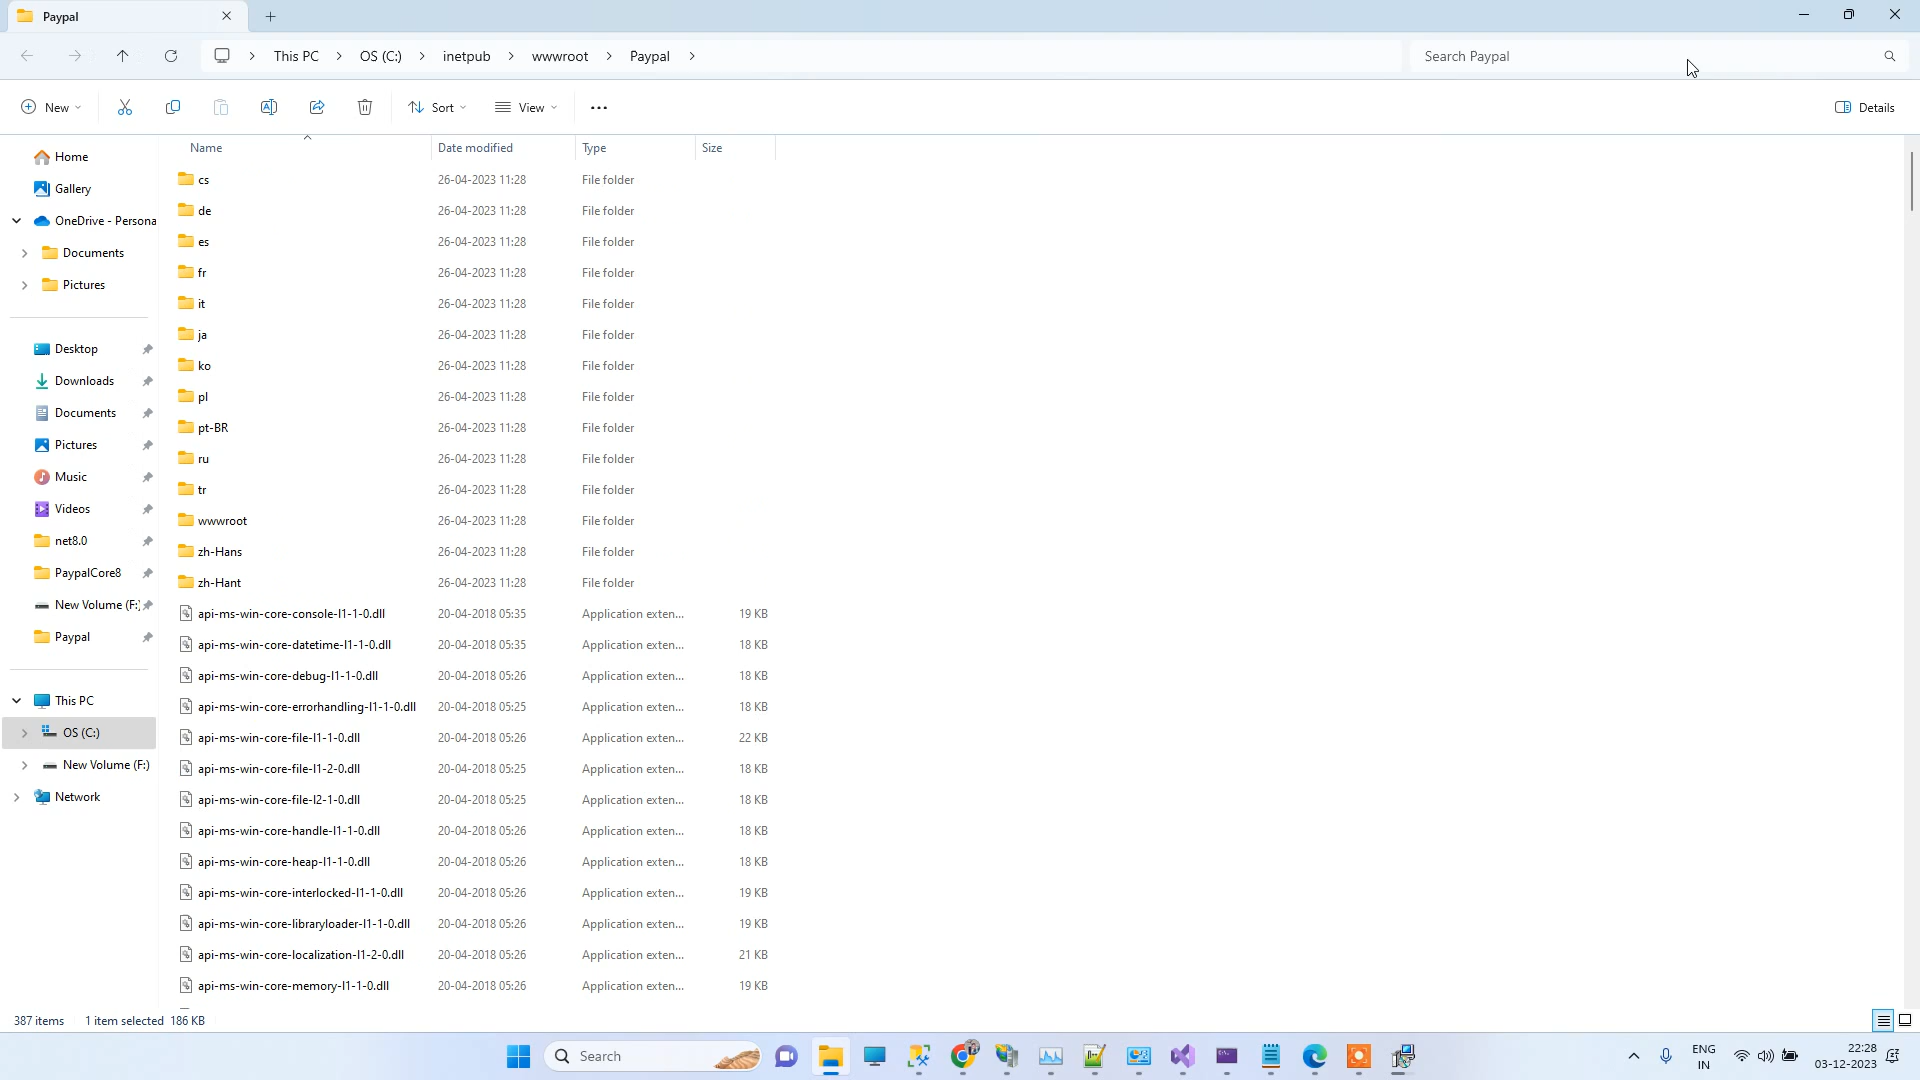 Paypal
This PC > OS (C:) > inetpub > wwwroot > Paypal >
Search Paypal
New
Sort
View
Details
Name Date modified Type Size
Home
Gallery
OneDrive - Persona
Documents
Pictures
Desktop
Downloads
Documents
Pictures
Music
Videos
net8.0
PaypalCore8
New Volume (F:)
Paypal
This PC
OS (C:)
New Volume (F:)
Network
cs 26-04-2023 11:28 File folder
de 26-04-2023 11:28 File folder
es 26-04-2023 11:28 File folder
fr 26-04-2023 11:28 File folder
it 26-04-2023 11:28 File folder
ja 26-04-2023 11:28 File folder
ko 26-04-2023 11:28 File folder
pl 26-04-2023 11:28 File folder
pt-BR 26-04-2023 11:28 File folder
ru 26-04-2023 11:28 File folder
tr 26-04-2023 11:28 File folder
wwwroot 26-04-2023 11:28 File folder
zh-Hans 26-04-2023 11:28 File folder
zh-Hant 26-04-2023 11:28 File folder
api-ms-win-core-console-l1-1-0.dll 20-04-2018 05:35 Application exten... 19 KB
api-ms-win-core-datetime-l1-1-0.dll 20-04-2018 05:35 Application exten... 18 KB
api-ms-win-core-debug-l1-1-0.dll 20-04-2018 05:26 Application exten... 18 KB
api-ms-win-core-errorhandling-l1-1-0.dll 20-04-2018 05:25 Application exten... 18 KB
api-ms-win-core-file-l1-1-0.dll 20-04-2018 05:26 Application exten... 22 KB
api-ms-win-core-file-l1-2-0.dll 20-04-2018 05:25 Application exten... 18 KB
api-ms-win-core-file-l2-1-0.dll 20-04-2018 05:25 Application exten... 18 KB
api-ms-win-core-handle-l1-1-0.dll 20-04-2018 05:26 Application exten... 18 KB
api-ms-win-core-heap-l1-1-0.dll 20-04-2018 05:26 Application exten... 18 KB
api-ms-win-core-interlocked-l1-1-0.dll 20-04-2018 05:26 Application exten... 19 KB
api-ms-win-core-libraryloader-l1-1-0.dll 20-04-2018 05:26 Application exten... 19 KB
api-ms-win-core-localization-l1-2-0.dll 20-04-2018 05:26 Application exten... 21 KB
api-ms-win-core-memory-l1-1-0.dll 20-04-2018 05:26 Application exten... 19 KB
387 items 1 item selected 186 KB
Search
ENG
IN
22:28
03-12-2023